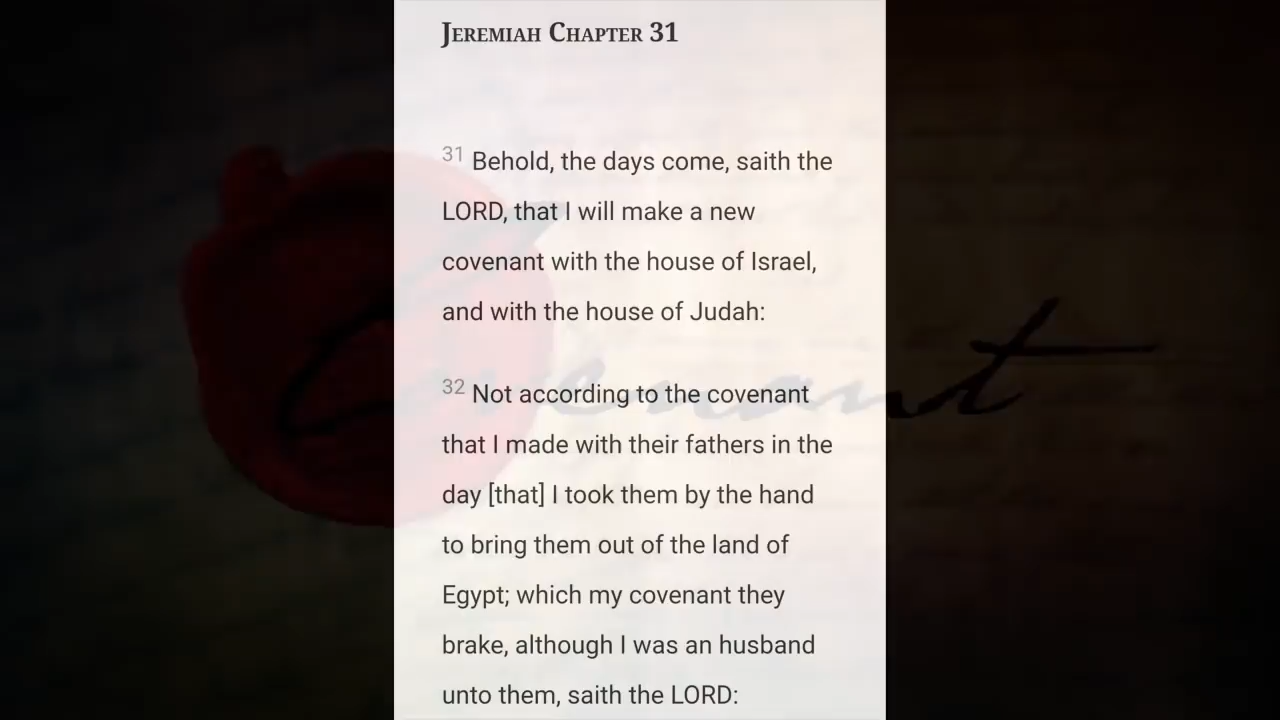 Jeremiah Chapter 31
31 Behold, the days come, saith the
LORD, that I will make a new
covenant with the house of Israel,
and with the house of Judah:
32 Not according to the covenant
that I made with their fathers in the
day [that] I took them by the hand
to bring them out of the land of
Egypt; which my covenant they
brake, although I was an husband
unto them, saith the LORD:
Covenant